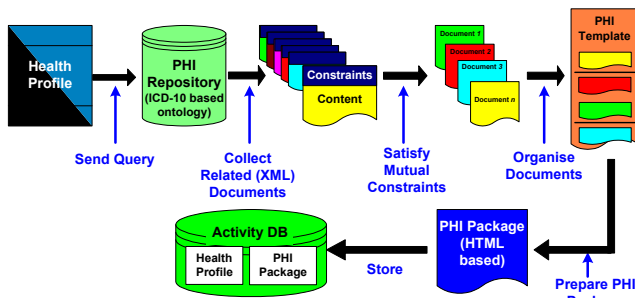 Health
Profile
PHI
Repository
(ICD-10 based
ontology)
Constraints
Content
Document 1
Document 2
Document 3
Document n
PHI
Template
Send Query
Collect
Related (XML)
Documents
Satisfy
Mutual
Constraints
Organise
Documents
Activity DB
Health
Profile
PHI
Package
Store
PHI Package
(HTML
based)
Prepare PHI